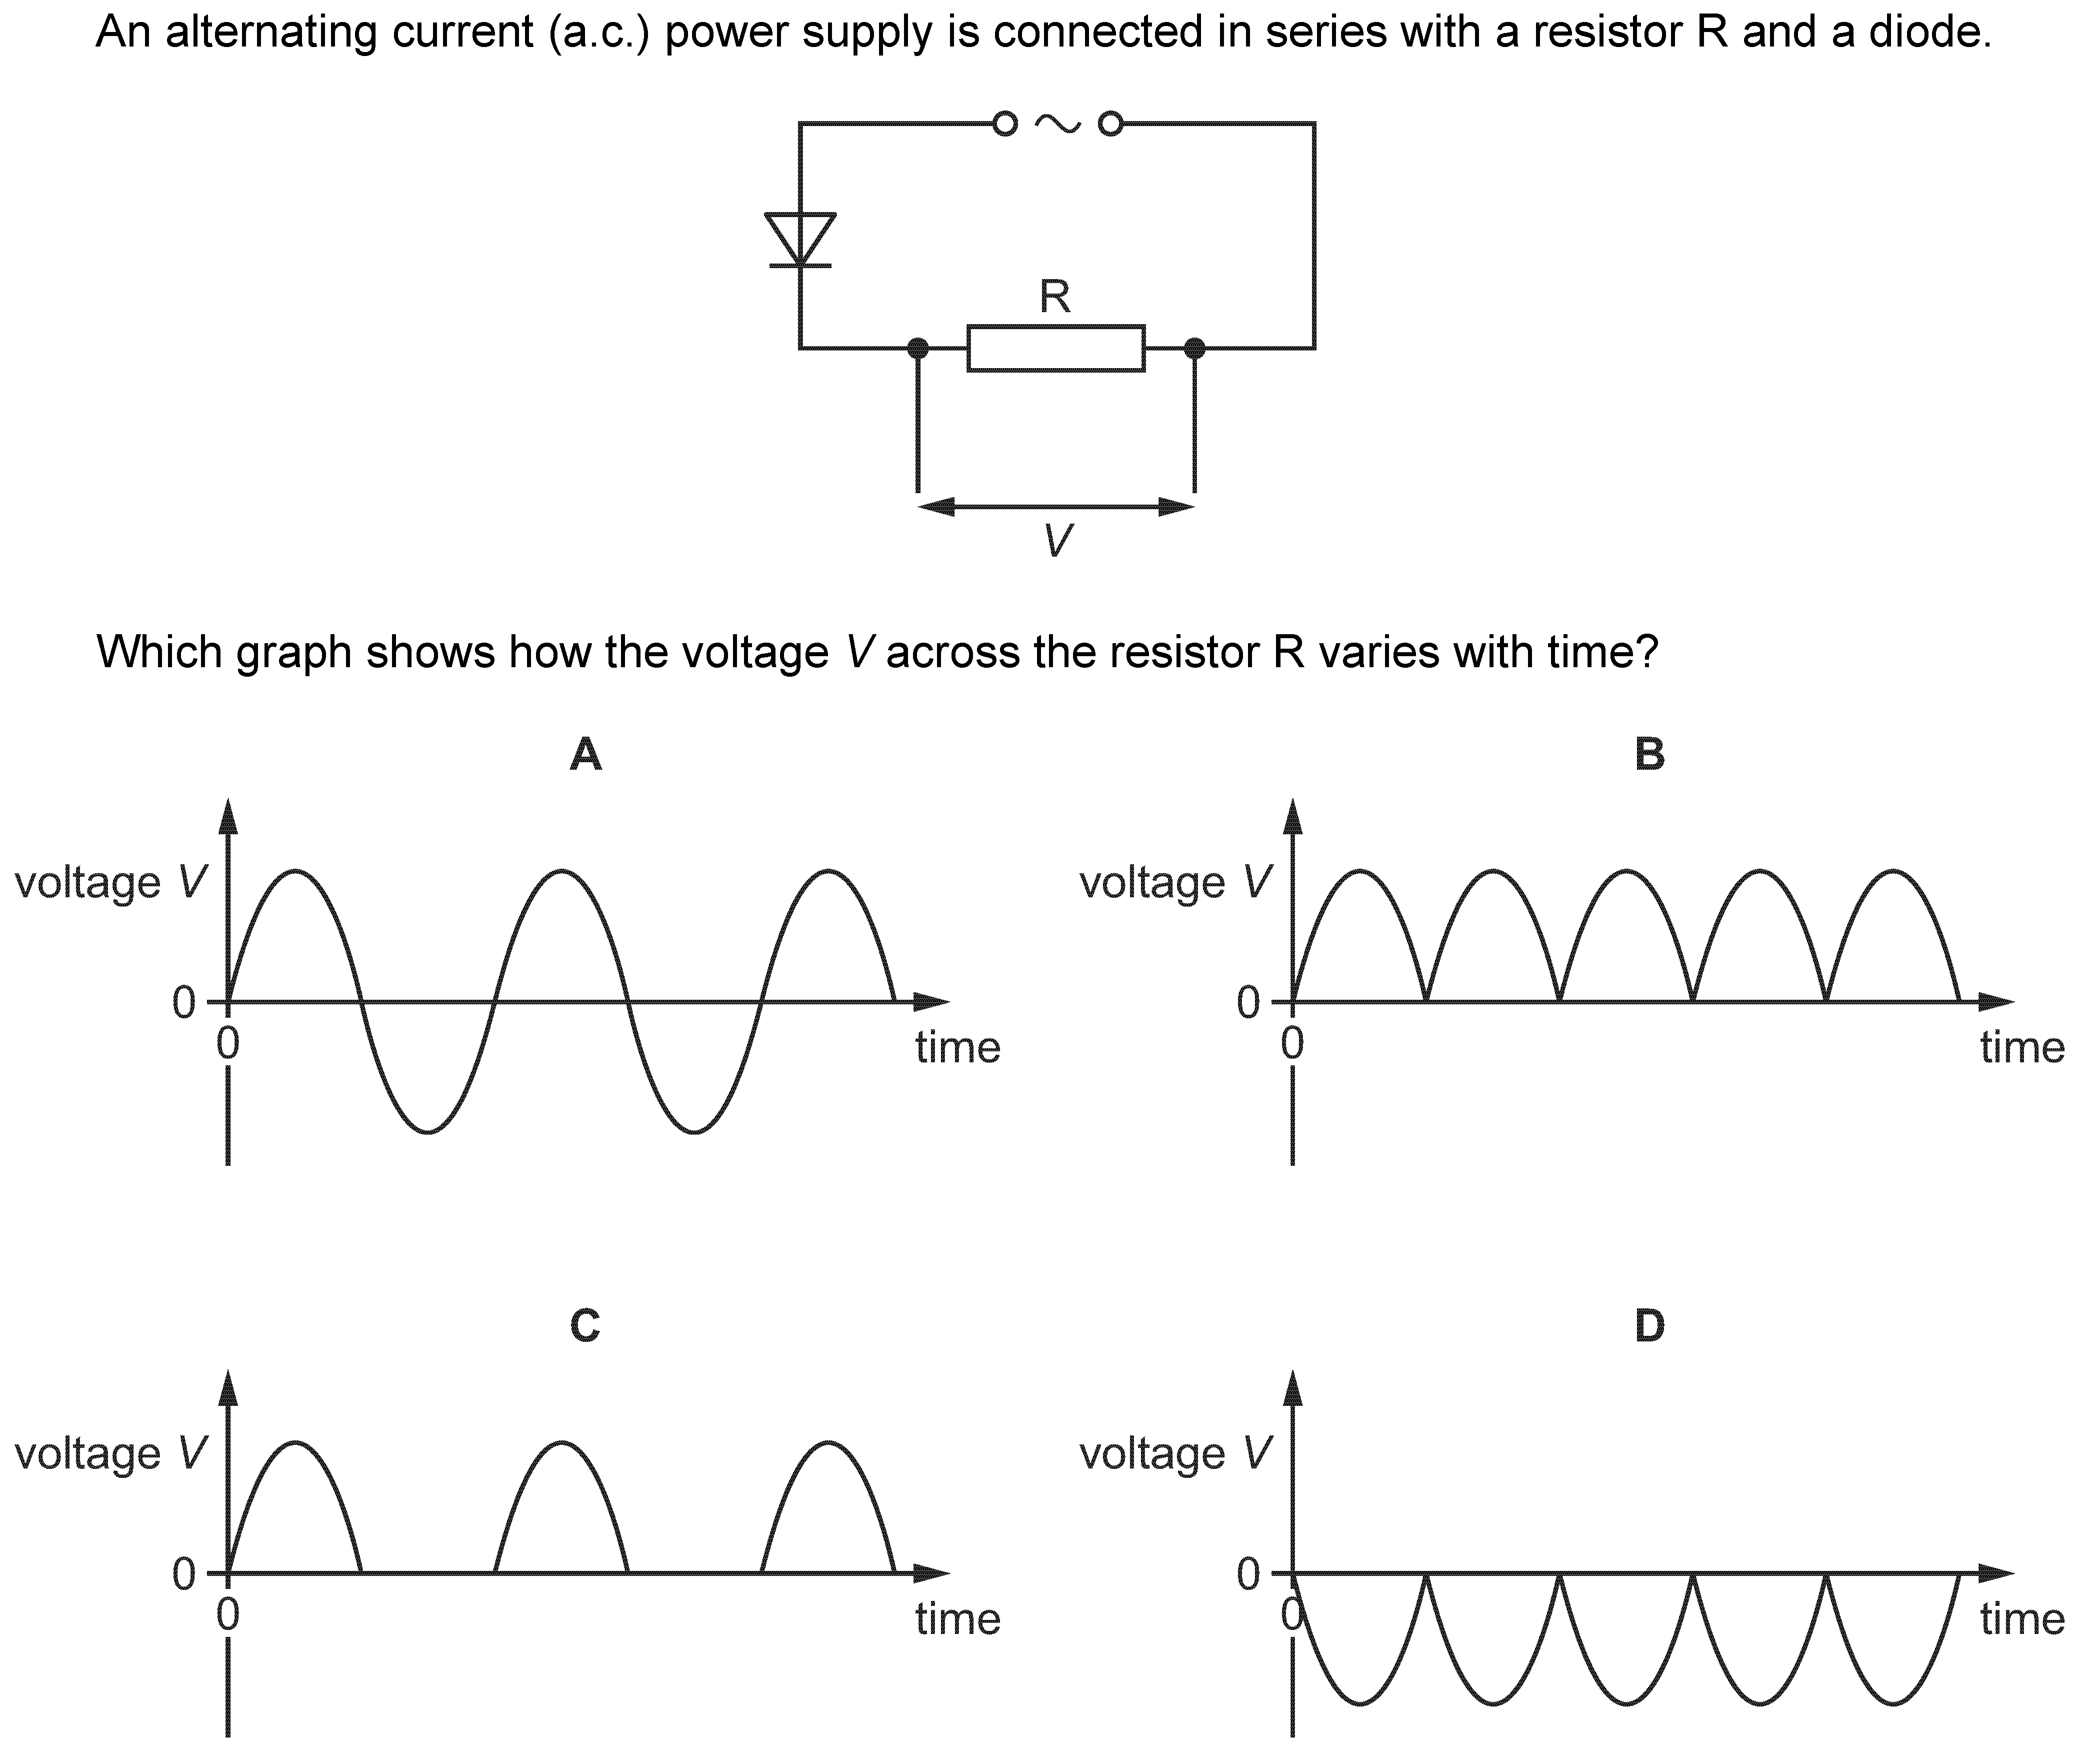 An alternating current (a.c.) power supply is connected in series with a resistor R and a diode.
R
V
Which graph shows how the voltage V across the resistor R varies with time?
A
B
voltage V
voltage V
0
0
0
time
0
time
C
D
voltage V
voltage V
0
0
0
time
0
time